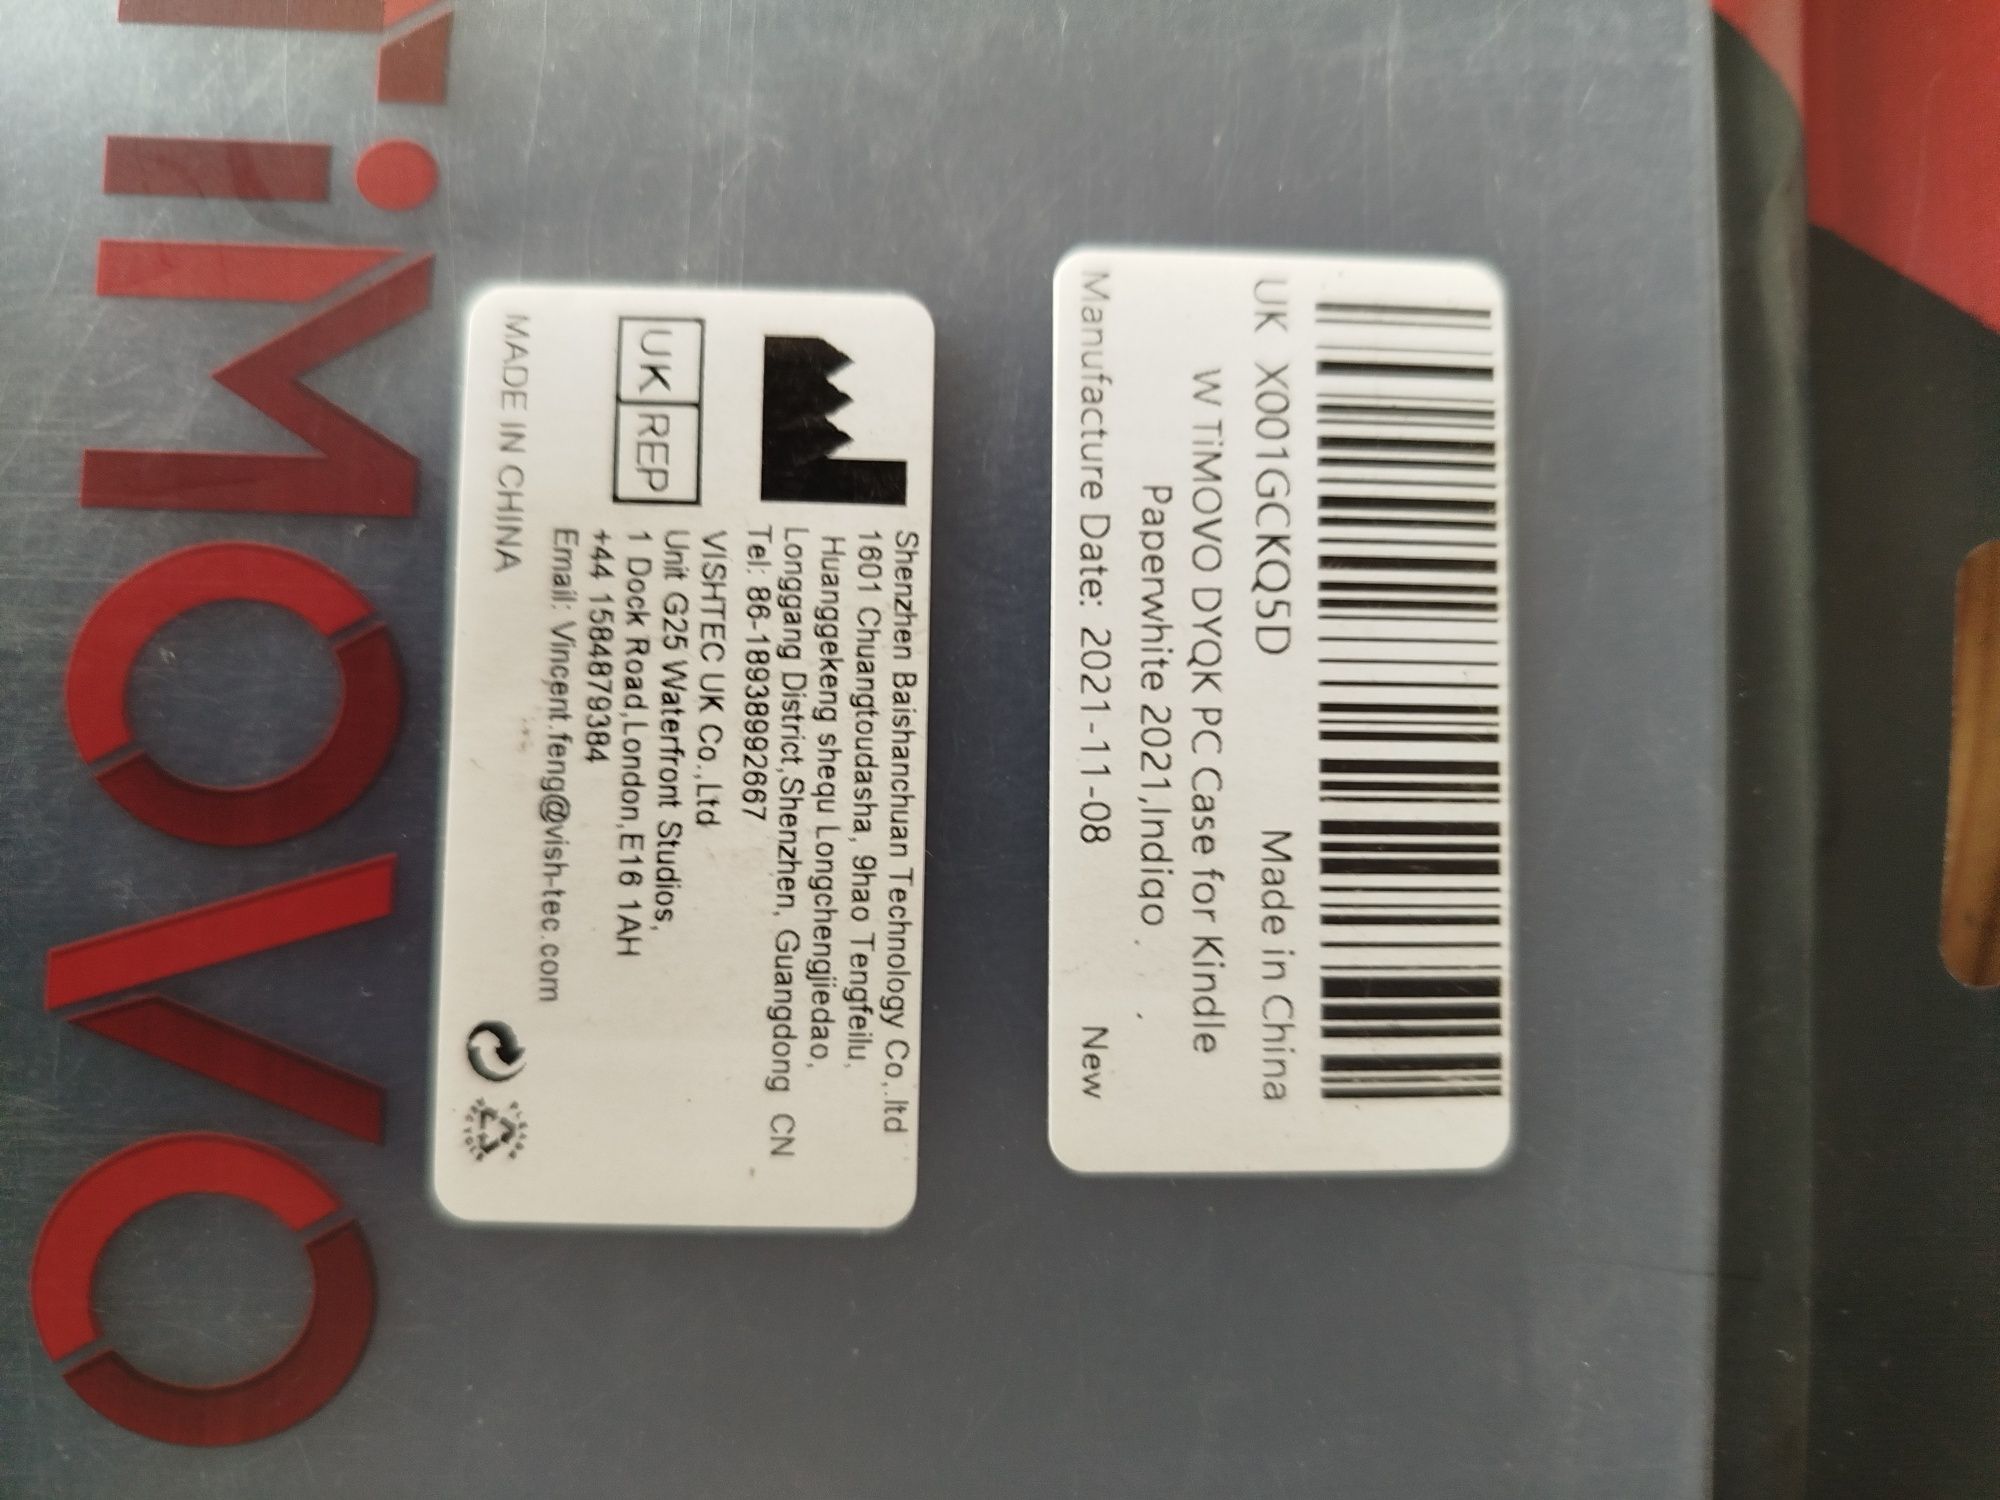 UK X001GCKQ5D Made in China
W TiMOVO DYQK PC Case for Kindle
Paperwhite 2021,Indigo
Manufacture Date: 2021-11-08 New
Shenzhen Baishanchuan Technology Co,.ltd
1601 Chuangtoudasha, 9hao Tengfeilu,
Huanggekeng shequ Longchengjiedao,
Longgang District,Shenzhen, Guangdong CN
Tel: 86-18938992667
UK REP
VISHTEC UK Co.,Ltd
Unit G25 Waterfront Studios,
1 Dock Road,London,E16 1AH
+44 1584879384
Email: Vincent.feng@vish-tec.com
MADE IN CHINA
TiMOVO